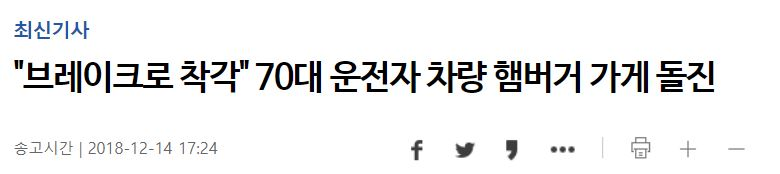 최신기사
"브레이크로 착각" 70대 운전자 차량 햄버거 가게 돌진
송고시간 | 2018-12-14 17:24